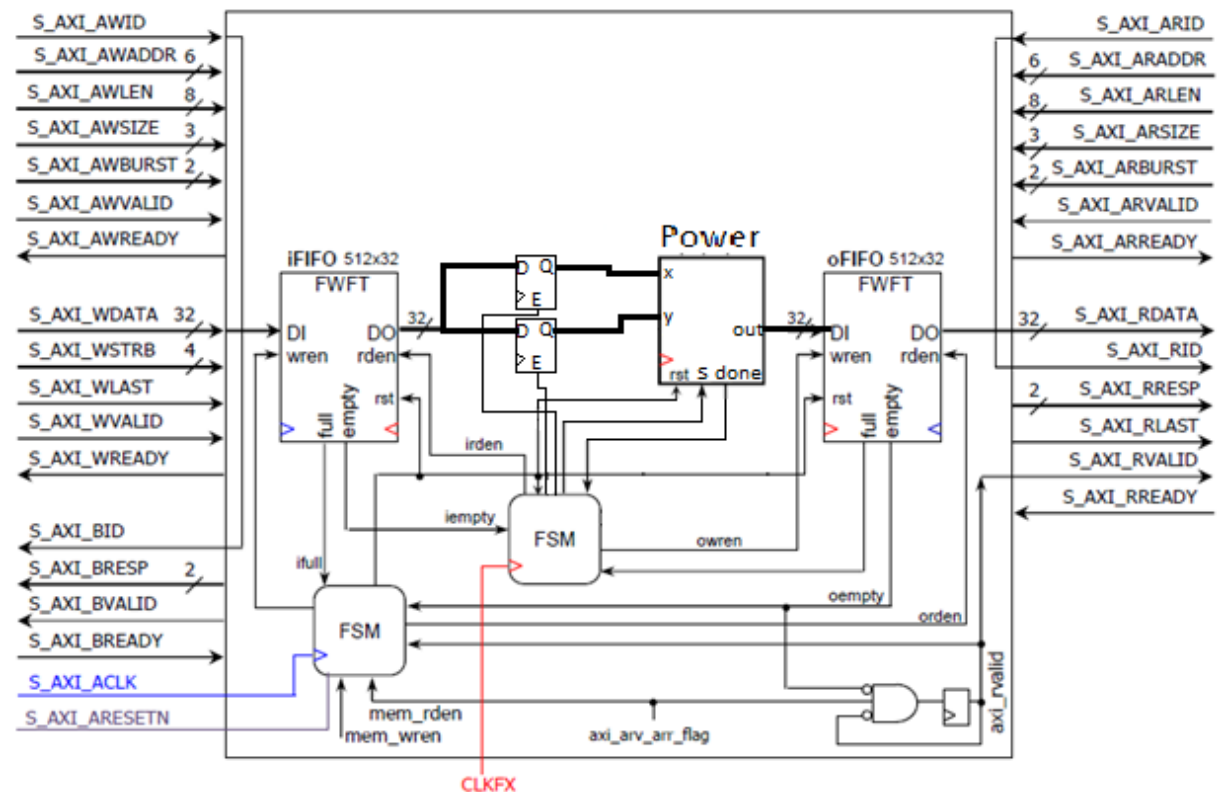 S_AXI_AWID
S_AXI_AWADDR 6
S_AXI_AWLEN 8
S_AXI_AWSIZE 3
S_AXI_AWBURST 2
S_AXI_AWVALID
S_AXI_AWREADY
S_AXI_WDATA 32
S_AXI_WSTRB 4
S_AXI_WLAST
S_AXI_WVALID
S_AXI_WREADY
S_AXI_BID
S_AXI_BRESP 2
S_AXI_BVALID
S_AXI_BREADY
S_AXI_ACLK
S_AXI_ARESETN
iFIFO 512x32
FWFT
DI
DO
wren
rden
rst
full
empty
32
D Q
E
D Q
E
Power
x
y
out
rst s done
32
oFIFO 512x32
FWFT
DI
DO
wren
rden
rst
full
empty
irden
iempty
FSM
owren
ifull
FSM
oempty
orden
mem_rden
mem_wren
axi_arv_arr_flag
axi_rvalid
CLKFX
S_AXI_ARID
6 S_AXI_ARADDR
8 S_AXI_ARLEN
3 S_AXI_ARSIZE
2 S_AXI_ARBURST
S_AXI_ARVALID
S_AXI_ARREADY
32 S_AXI_RDATA
S_AXI_RID
2 S_AXI_RRESP
S_AXI_RLAST
S_AXI_RVALID
S_AXI_RREADY